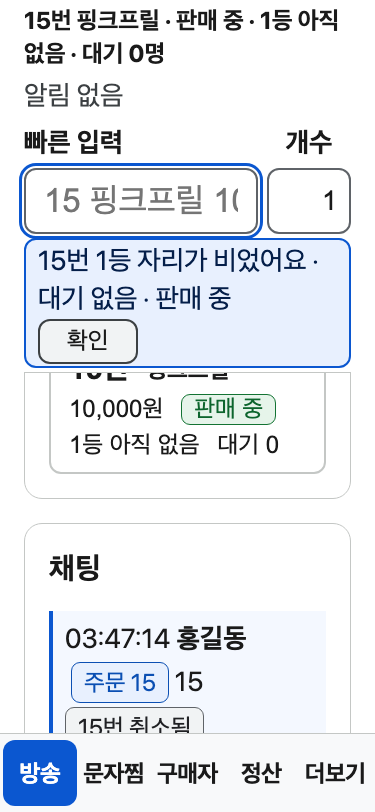 15번 핑크프릴 · 판매 중 · 1등 아직
없음 · 대기 0명
알림 없음
빠른 입력 개수
15 핑크프릴 1
1
15번 1등 자리가 비었어요 ·
대기 없음 · 판매 중
확인
10,000원 판매 중
1등 아직 없음 대기 0
채팅
03:47:14 홍길동
주문 15 15
15번 취소됨
방송 문자찜 구매자 정산 더보기